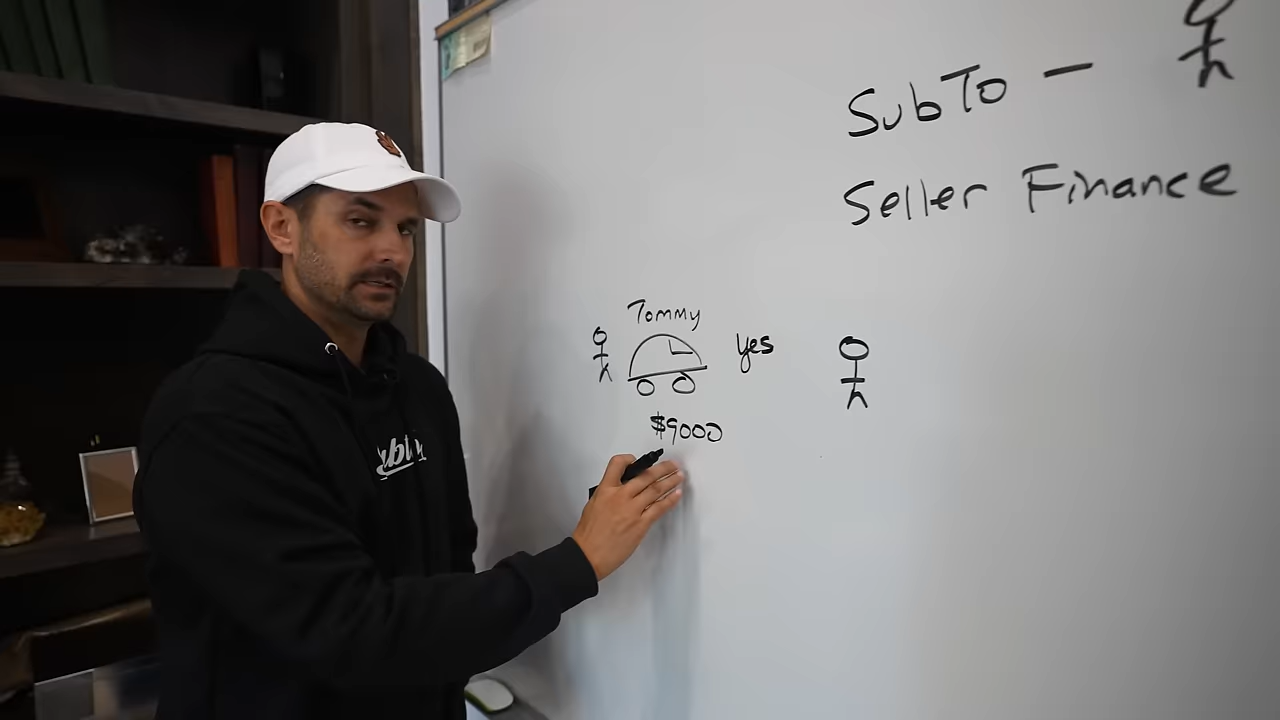 SubTo –
Seller Finance
Tommy
yes
$9000